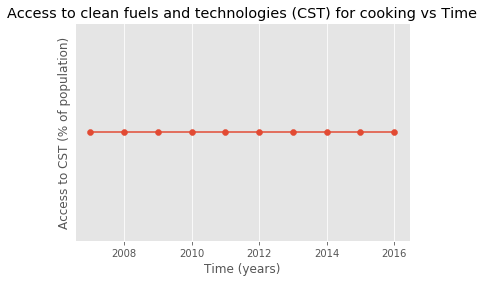 Access to clean fuels and technologies (CST) for cooking vs Time
Access to CST (% of population)
2008 2010 2012 2014 2016
Time (years)